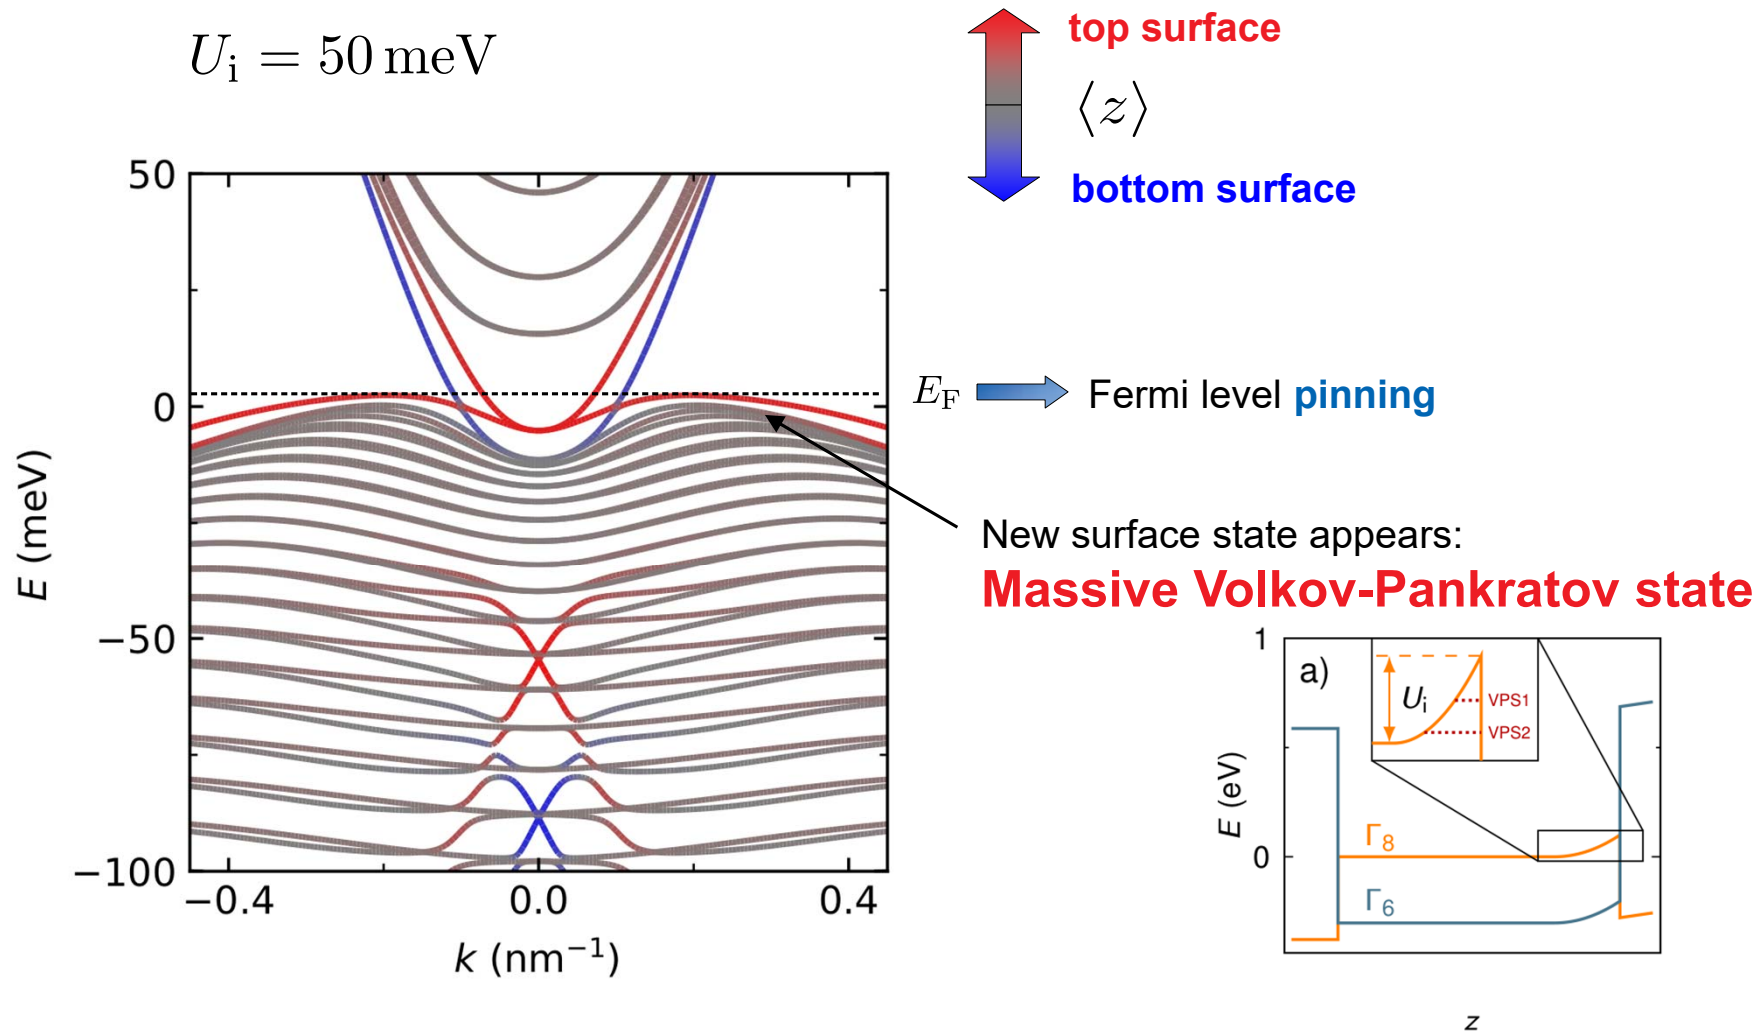 U_i = 50 meV
top surface
⟨z⟩
bottom surface
50
0
−50
−100
E (meV)
−0.4
0.0
0.4
k (nm⁻¹)
E_F
Fermi level pinning
New surface state appears:
Massive Volkov-Pankratov state
a)
U_i
VPS1
VPS2
1
0
E (eV)
Γ₈
Γ₆
z